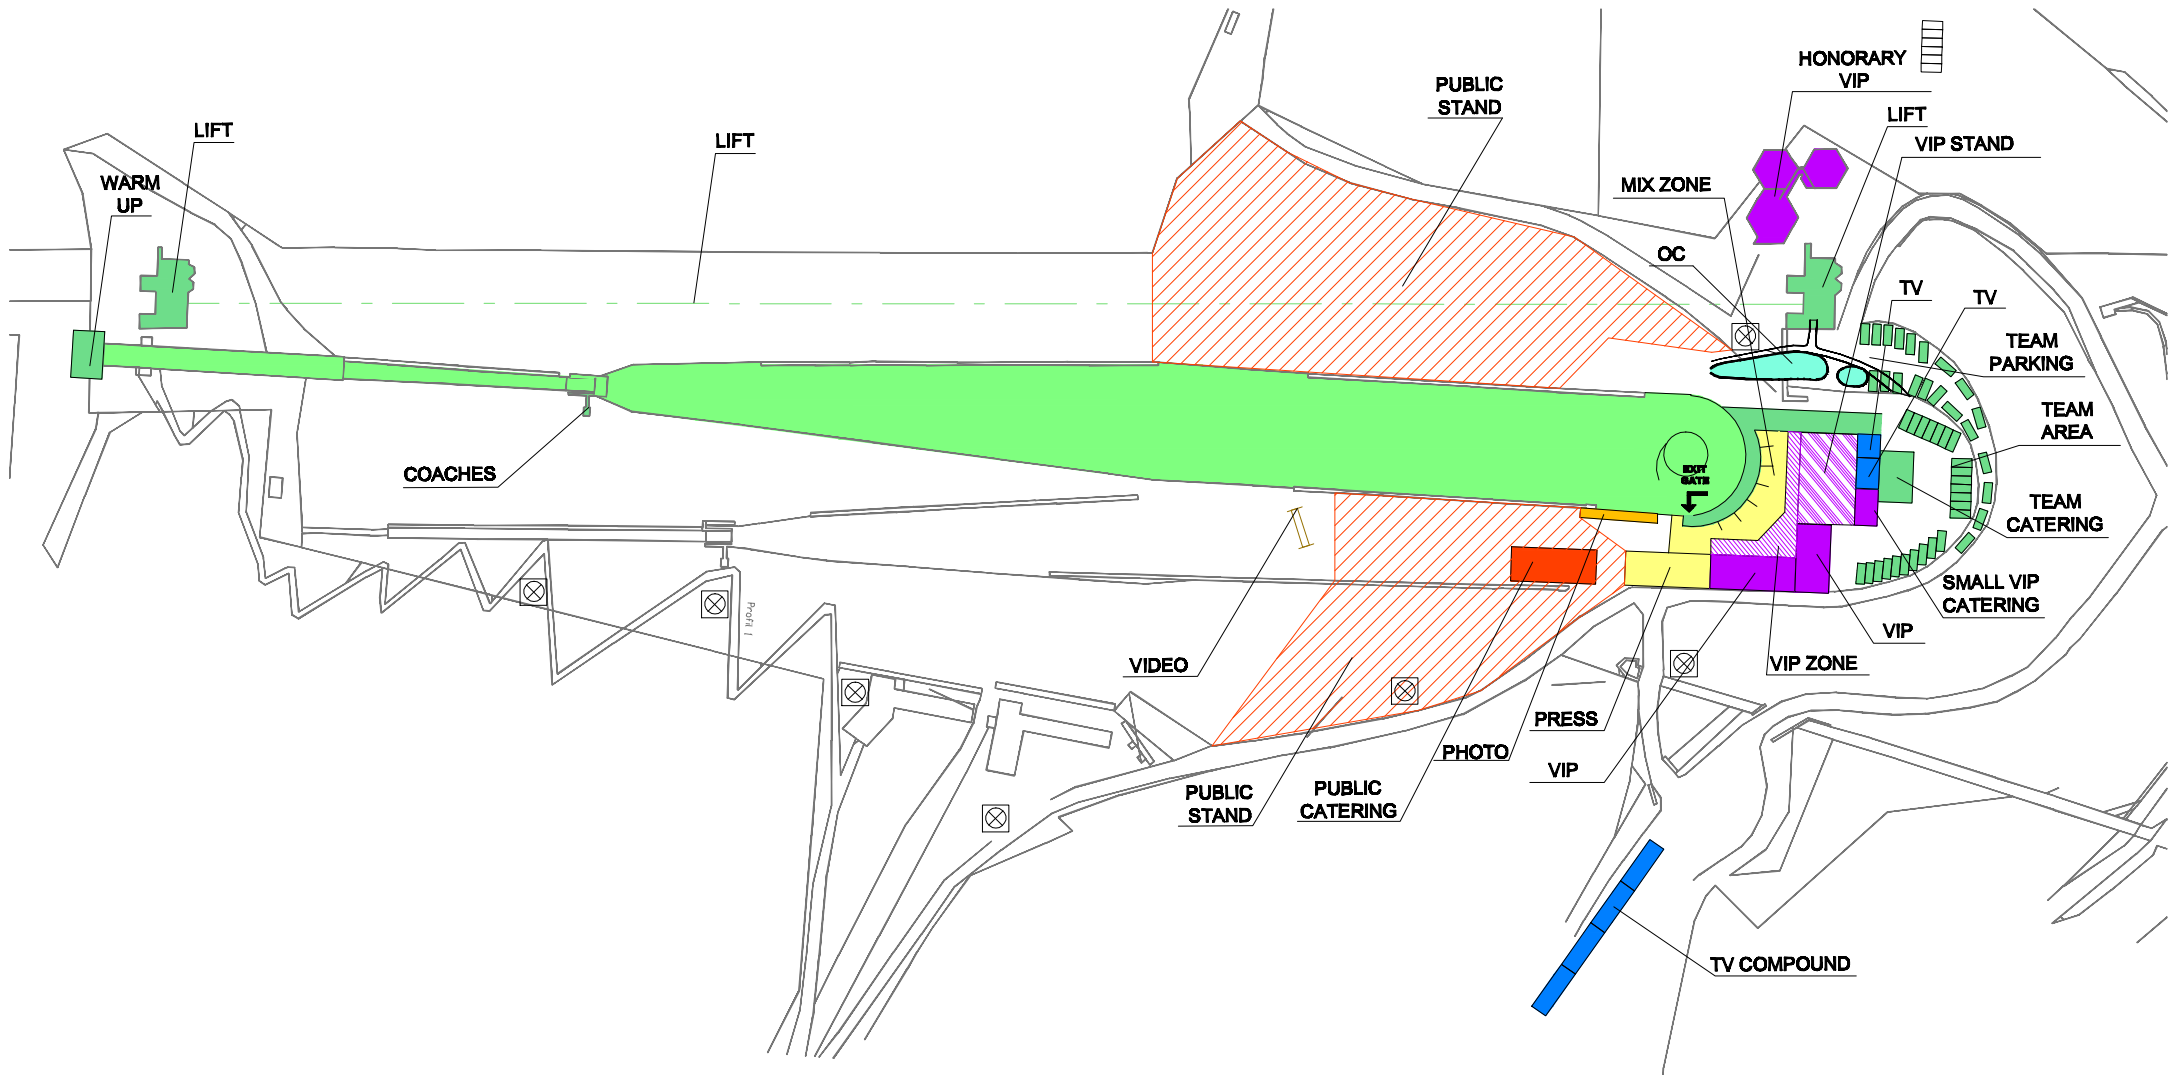 HONORARY
VIP
PUBLIC
STAND
LIFT
LIFT
LIFT
VIP STAND
WARM
UP
MIX ZONE
OC
TV
TV
TEAM
PARKING
TEAM
AREA
COACHES
EXIT
GATE
TEAM
CATERING
SMALL VIP
CATERING
Profil 1
VIP
VIDEO
VIP ZONE
PRESS
PHOTO
VIP
PUBLIC
STAND
PUBLIC
CATERING
TV COMPOUND